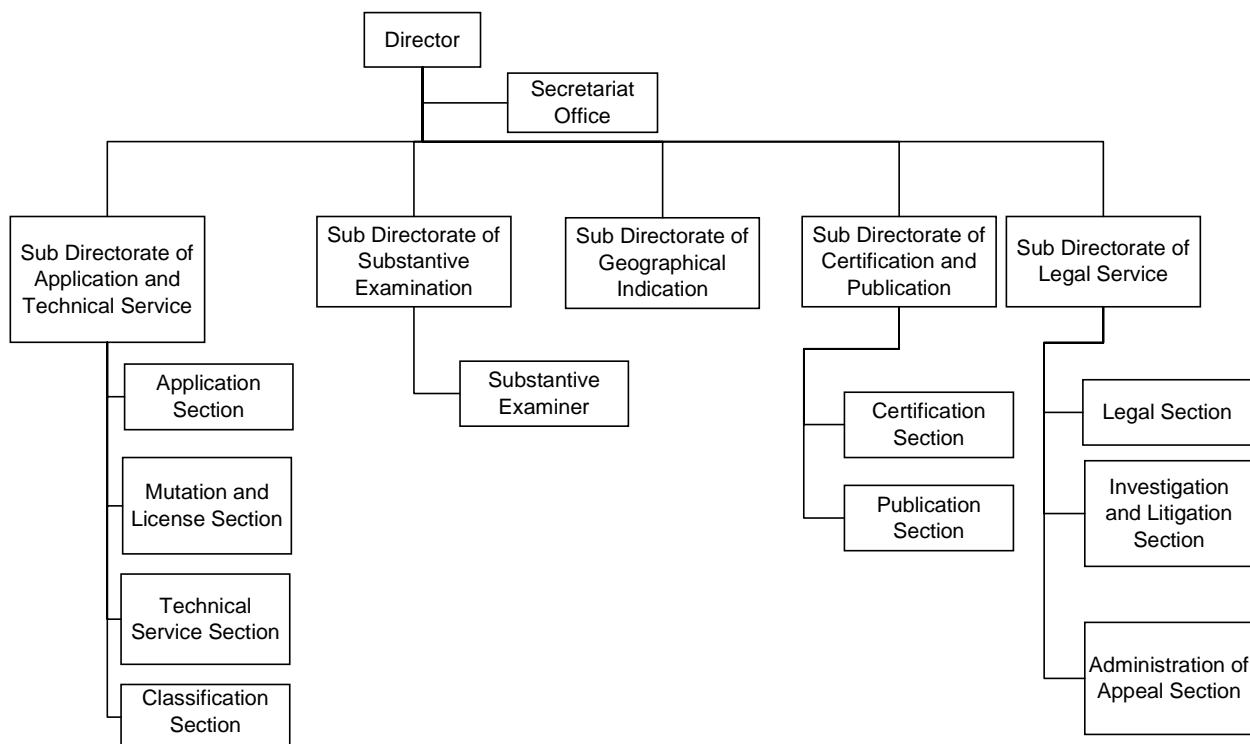 Director
Secretariat
Office
Sub Directorate of
Application and
Technical Service
Sub Directorate of
Substantive
Examination
Sub Directorate of
Geographical
Indication
Sub Directorate of
Certification and
Publication
Sub Directorate of
Legal Service
Application
Section
Mutation and
License Section
Technical
Service Section
Classification
Section
Substantive
Examiner
Certification
Section
Publication
Section
Legal Section
Investigation
and Litigation
Section
Administration of
Appeal Section